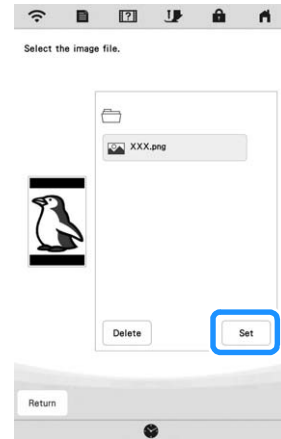 Select the image file.
XXX.png
Delete
Set
Return